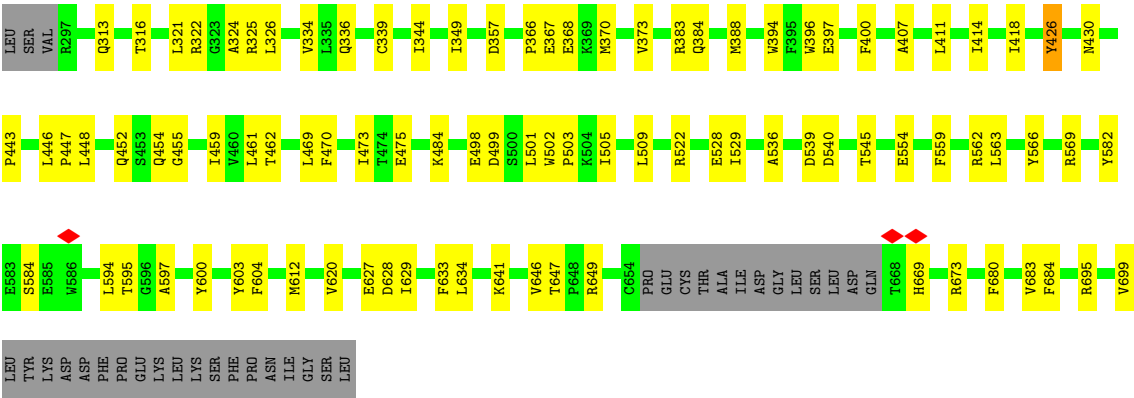 LEU SER VAL R297 Q313 T316 L321 R322 G323 A324 R325 L326 V334 L335 Q336 C339 I344 I349 D357 P366 E367 E368 K369 M370 V373 R383 Q384 M388 W394 F395 W396 E397 F400 A407 L411 I414 I418 Y426 N430
P443 L446 P447 L448 Q452 S453 Q454 G455 I459 V460 L461 T462 L469 F470 I473 T474 E475 K484 E498 D499 S500 L501 W502 P503 K504 I505 L509 R522 E528 I529 A536 D539 D540 T545 E554 F559 R562 L563 Y566 R569 Y582
E583 S584 E585 W586 L594 T595 G596 A597 Y600 Y603 F604 M612 V620 E627 D628 I629 F633 L634 K641 V646 T647 P648 R649 C654 PRO GLU CYS THR ALA ILE ASP GLY LEU SER LEU ASP GLN T668 H669 R673 F680 V683 F684 R695 V699
LEU TYR LYS ASP ASP PHE PRO GLU LYS LEU LYS SER PHE PRO ASN ILE GLY SER LEU